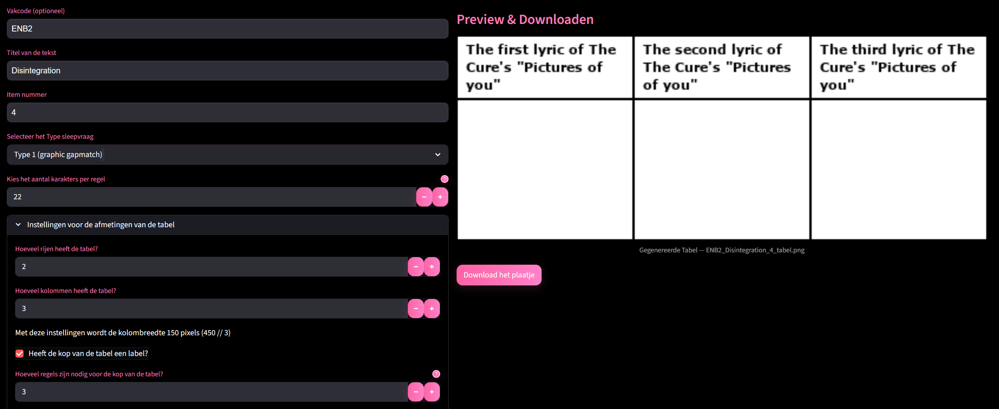 Vakcode (optioneel)
ENB2
Titel van de tekst
Disintegration
Item nummer
4
Selecteer het Type sleepvraag
Type 1 (graphic gapmatch)
Kies het aantal karakters per regel
?
22
− +
Instellingen voor de afmetingen van de tabel
Hoeveel rijen heeft de tabel?
2
− +
Hoeveel kolommen heeft de tabel?
3
− +
Met deze instellingen wordt de kolombreedte 150 pixels (450 // 3)
Heeft de kop van de tabel een label?
Hoeveel regels zijn nodig voor de kop van de tabel?
?
3
− +
Preview & Downloaden
The first lyric of The
Cure's "Pictures of
you"
The second lyric of
The Cure's "Pictures
of you"
The third lyric of The
Cure's "Pictures of
you"
Gegenereerde Tabel — ENB2_Disintegration_4_tabel.png
Download het plaatje